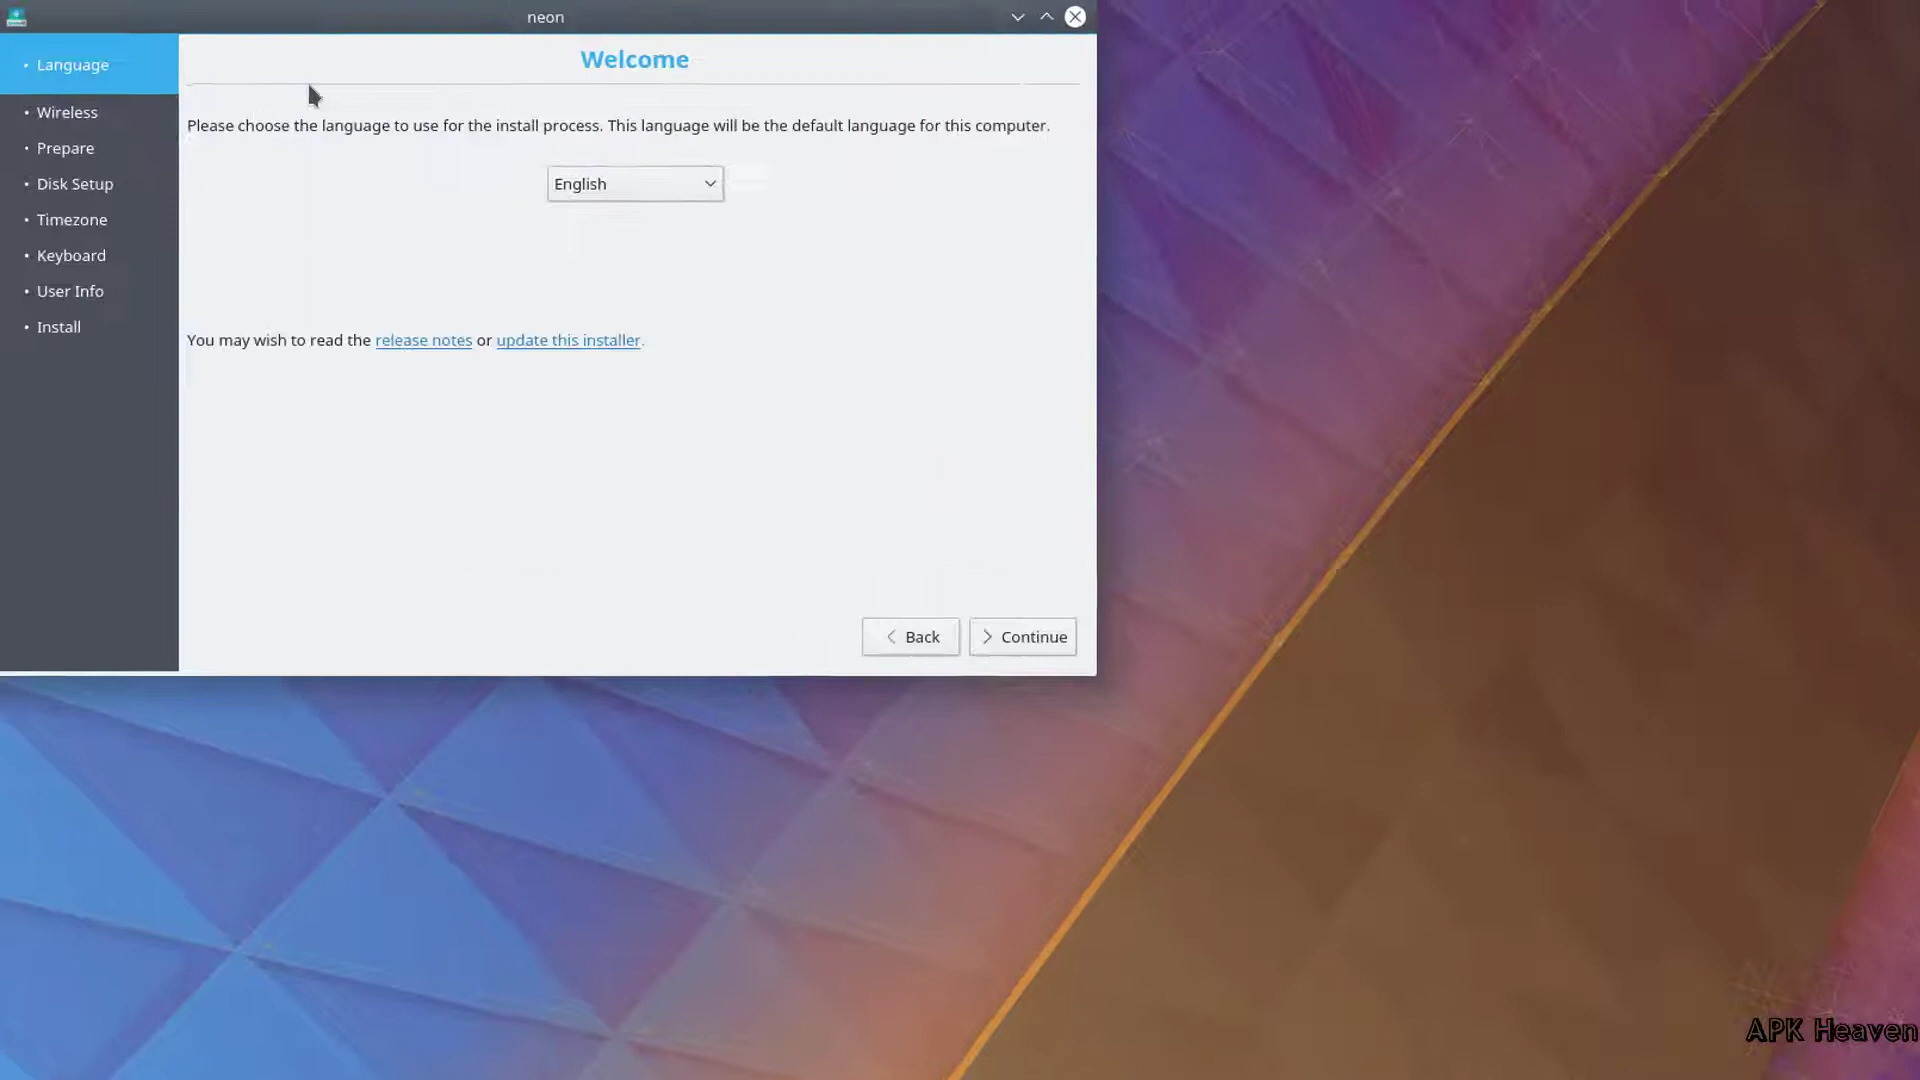 neon
Welcome
Language
Wireless
Prepare
Disk Setup
Timezone
Keyboard
User Info
Install
Please choose the language to use for the install process. This language will be the default language for this computer.
English
You may wish to read the release notes or update this installer.
Back
Continue
APK Heaven